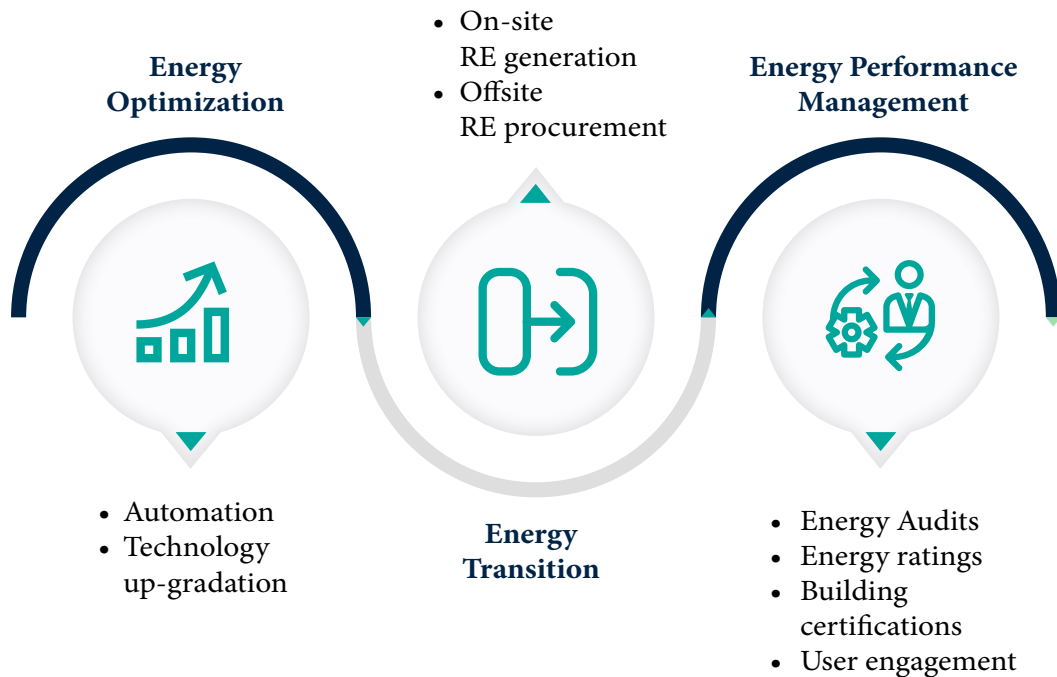 Energy
Optimization
• Automation
• Technology
up-gradation
• On-site
RE generation
• Offsite
RE procurement
Energy
Transition
Energy Performance
Management
• Energy Audits
• Energy ratings
• Building
certifications
• User engagement